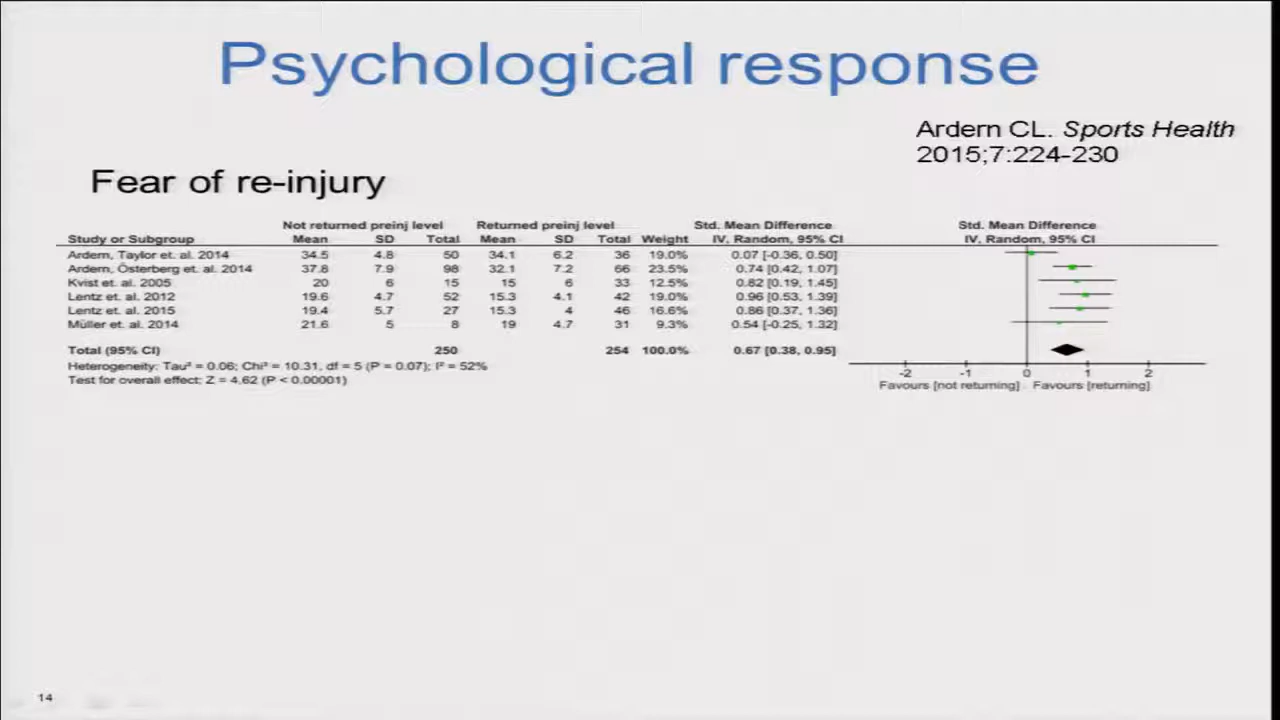 Psychological response
Ardern CL. Sports Health
2015;7:224-230
Fear of re-injury
Not returned preinj level Returned preinj level Std. Mean Difference Std. Mean Difference
Study or Subgroup Mean SD Total Mean SD Total Weight IV, Random, 95% CI IV, Random, 95% CI
Ardern, Taylor et. al. 2014 34.5 4.8 50 34.1 6.2 36 19.0% 0.07 [-0.36, 0.50]
Ardern, Österberg et. al. 2014 37.8 7.9 98 32.1 7.2 66 23.5% 0.74 [0.42, 1.07]
Kvist et. al. 2005 20 6 15 15 6 33 12.5% 0.82 [0.19, 1.45]
Lentz et. al. 2012 19.6 4.7 52 15.3 4.1 42 19.0% 0.96 [0.53, 1.39]
Lentz et. al. 2015 19.4 5.7 27 15.3 4 46 16.6% 0.86 [0.37, 1.36]
Müller et. al. 2014 21.6 5 8 19 4.7 31 9.3% 0.54 [-0.25, 1.32]
Total (95% CI) 250 254 100.0% 0.67 [0.38, 0.95]
Heterogeneity: Tau² = 0.06; Chi² = 10.31, df = 5 (P = 0.07); I² = 52%
Test for overall effect: Z = 4.62 (P < 0.00001)
-2 -1 0 1 2
Favours [not returning] Favours [returning]
14